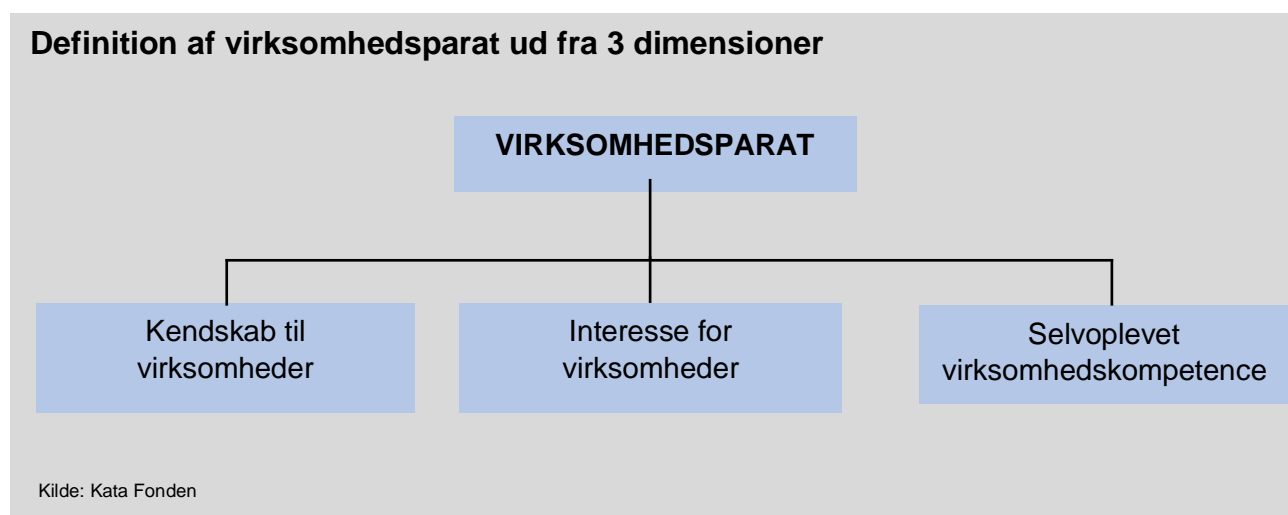 Definition af virksomhedsparat ud fra 3 dimensioner
VIRKSOMHEDSPARAT
Kendskab til
virksomheder
Interesse for
virksomheder
Selvoplevet
virksomhedskompetence
Kilde: Kata Fonden